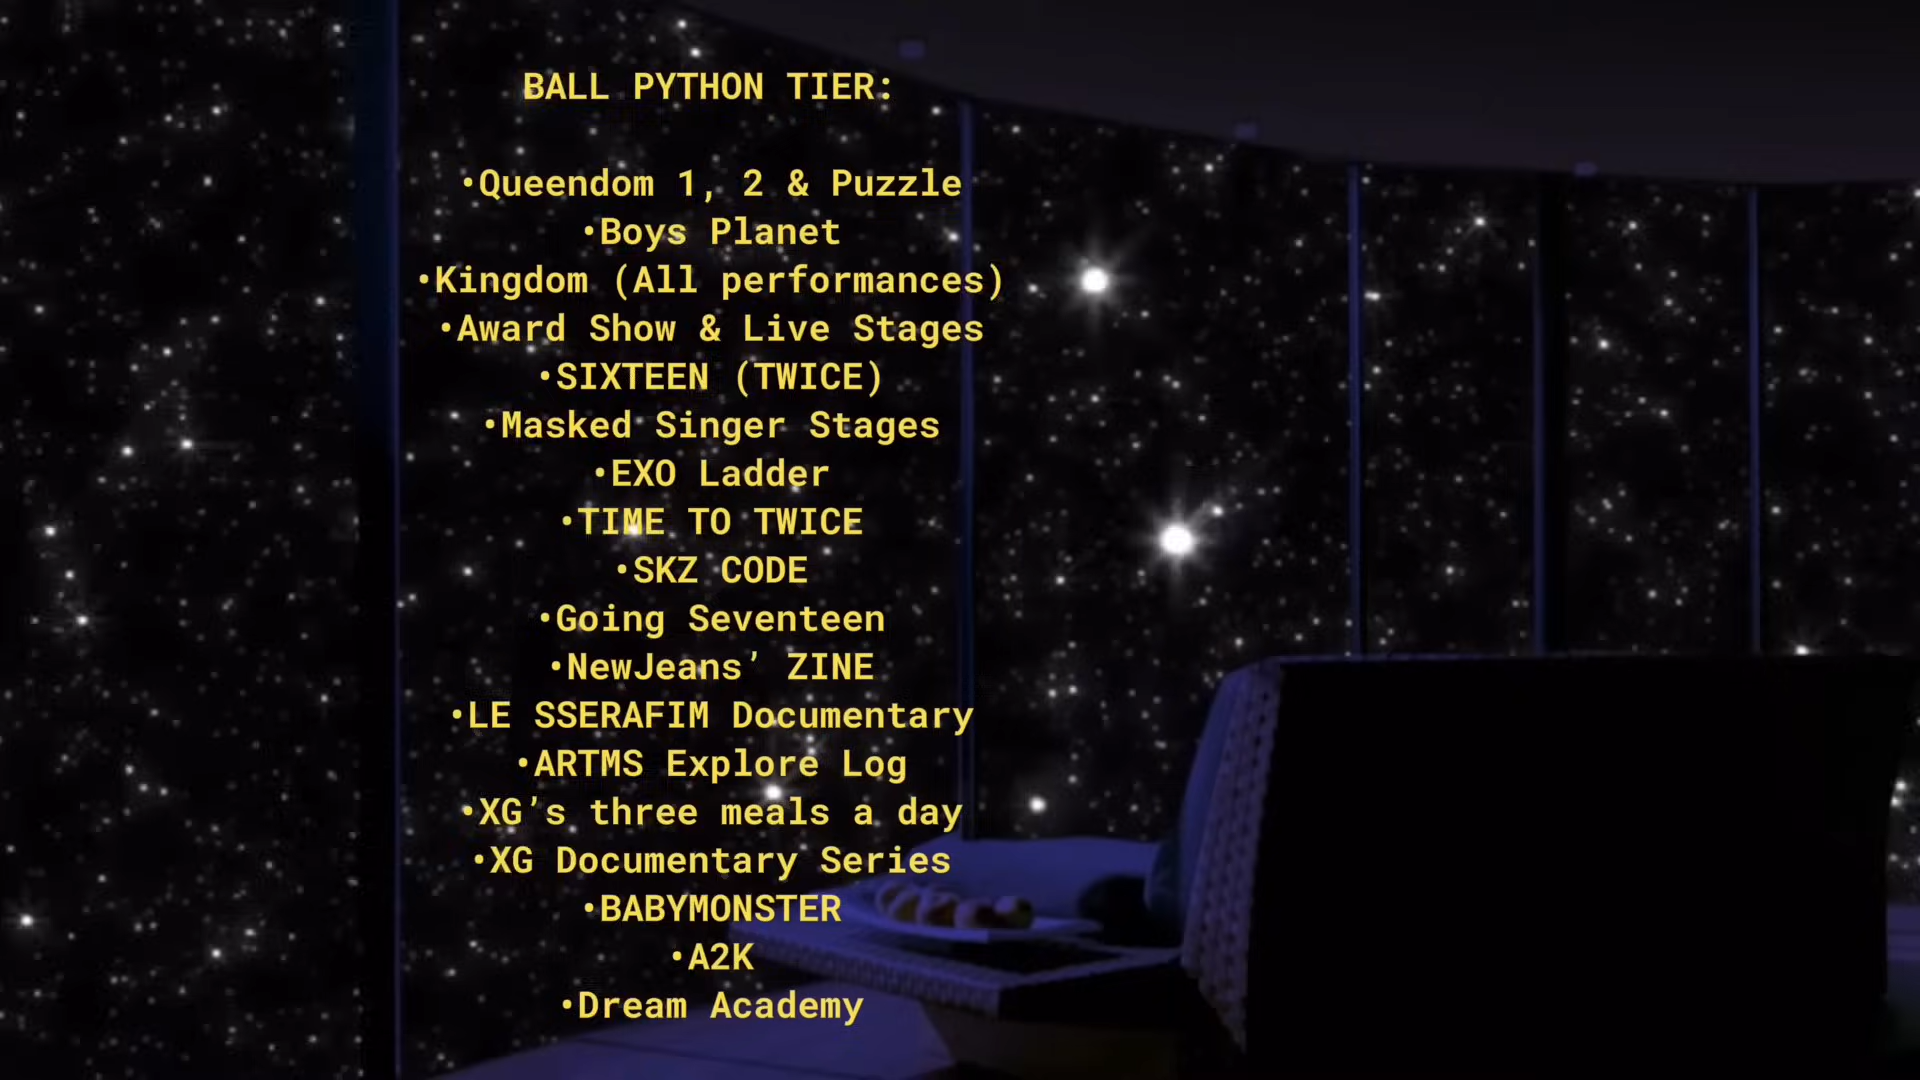 BALL PYTHON TIER:
•Queendom 1, 2 & Puzzle
•Boys Planet
•Kingdom (All performances)
•Award Show & Live Stages
•SIXTEEN (TWICE)
•Masked Singer Stages
•EXO Ladder
•TIME TO TWICE
•SKZ CODE
•Going Seventeen
•NewJeans’ ZINE
•LE SSERAFIM Documentary
•ARTMS Explore Log
•XG’s three meals a day
•XG Documentary Series
•BABYMONSTER
•A2K
•Dream Academy